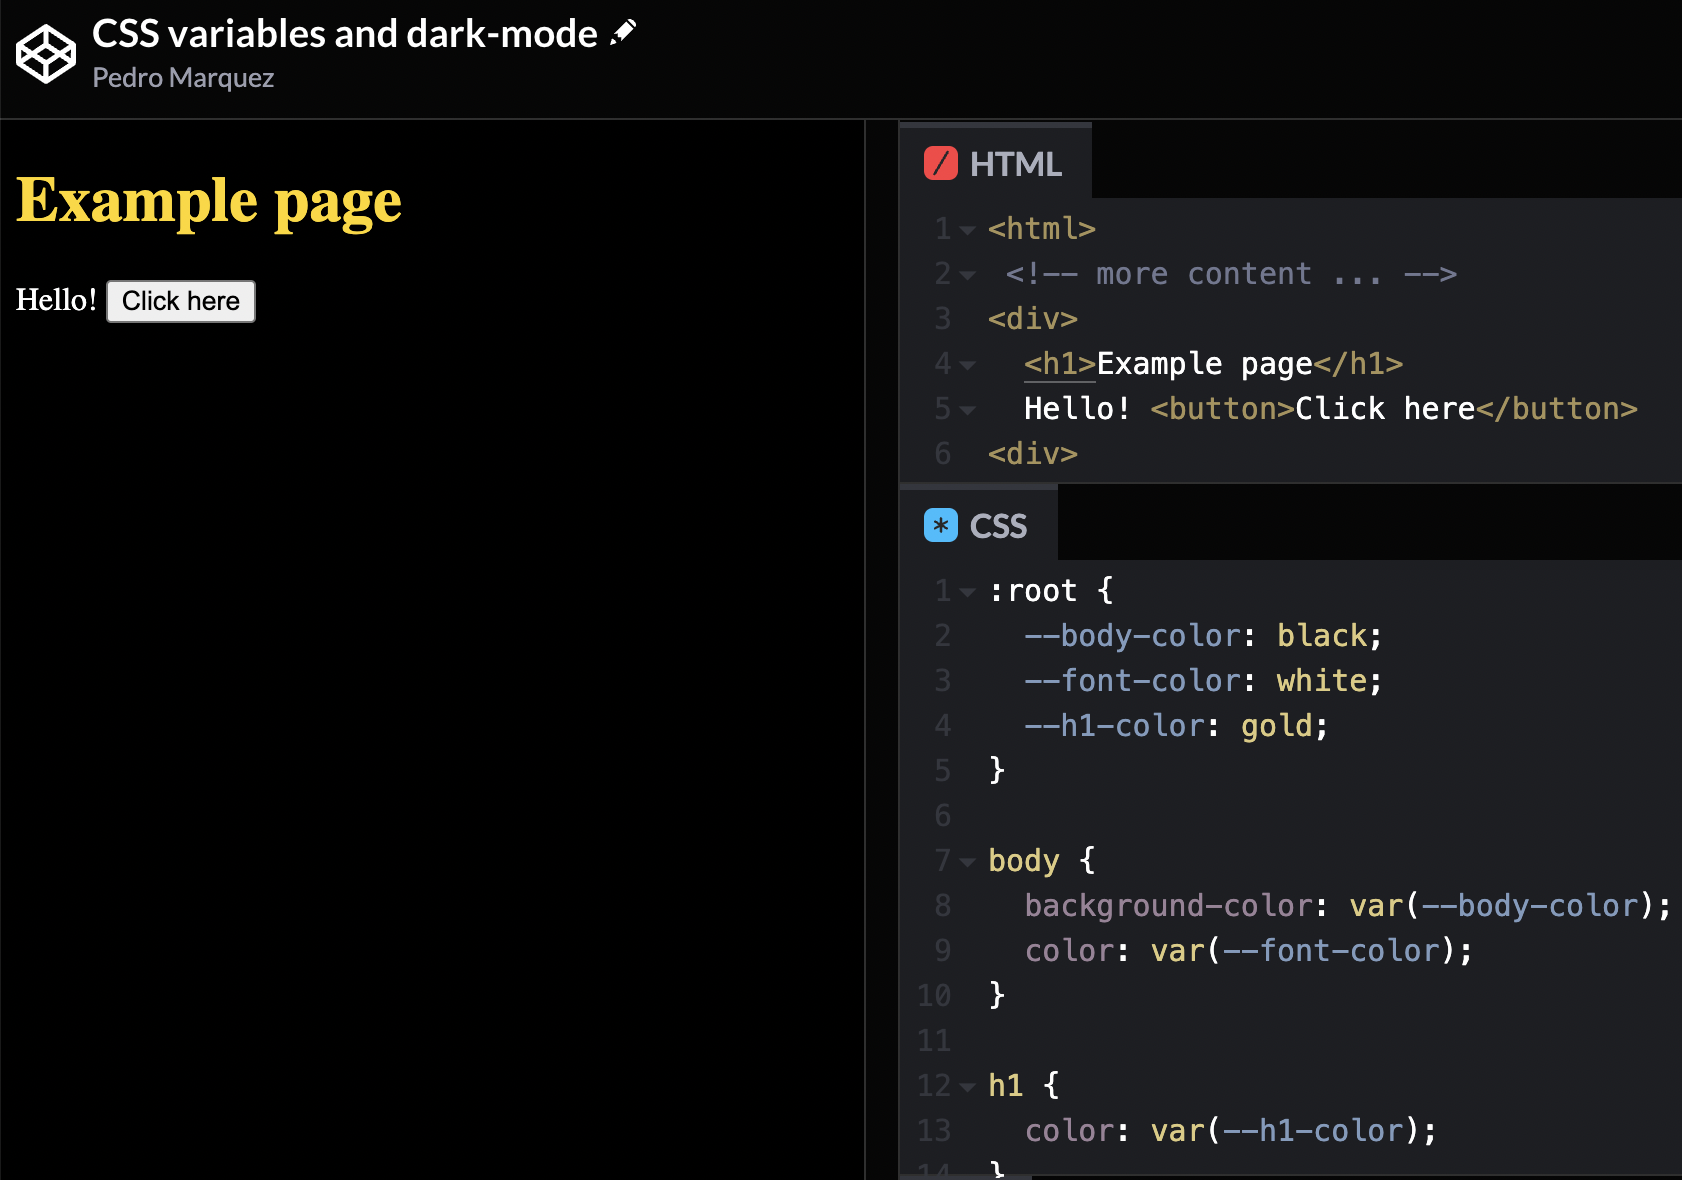 CSS variables and dark-mode
Pedro Marquez
Example page
Hello! Click here
HTML
1 <html>
2 <!-- more content ... -->
3 <div>
4 <h1>Example page</h1>
5 Hello! <button>Click here</button>
6 <div>
* CSS
1 :root {
2 --body-color: black;
3 --font-color: white;
4 --h1-color: gold;
5 }
6
7 body {
8 background-color: var(--body-color);
9 color: var(--font-color);
10 }
11
12 h1 {
13 color: var(--h1-color);
14 }